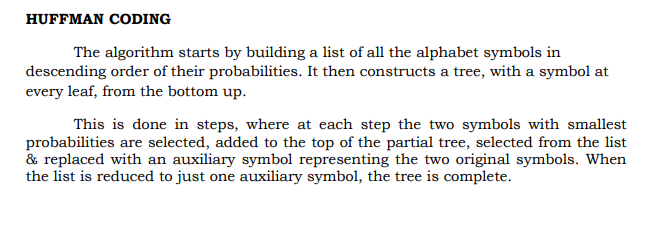 HUFFMAN CODING
The algorithm starts by building a list of all the alphabet symbols in
descending order of their probabilities. It then constructs a tree, with a symbol at
every leaf, from the bottom up.
This is done in steps, where at each step the two symbols with smallest
probabilities are selected, added to the top of the partial tree, selected from the list
& replaced with an auxiliary symbol representing the two original symbols. When
the list is reduced to just one auxiliary symbol, the tree is complete.